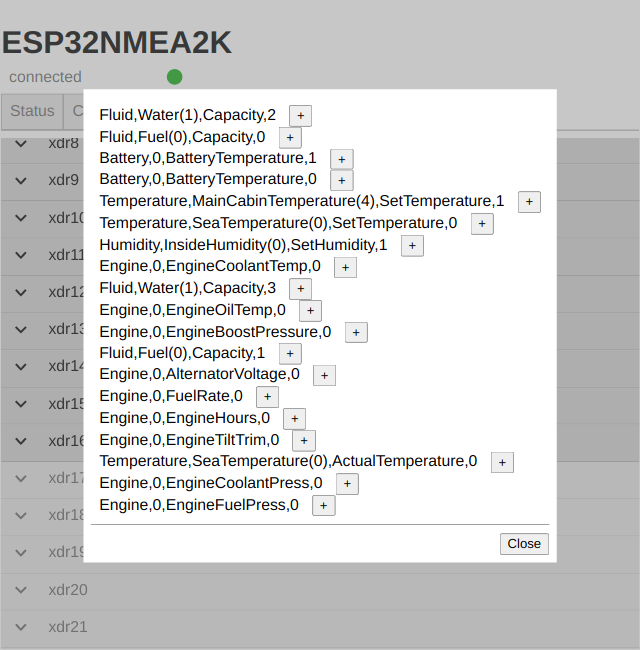 ESP32NMEA2K
connected
Status C
Fluid,Water(1),Capacity,2 +
Fluid,Fuel(0),Capacity,0 +
Battery,0,BatteryTemperature,1 +
Battery,0,BatteryTemperature,0 +
Temperature,MainCabinTemperature(4),SetTemperature,1 +
Temperature,SeaTemperature(0),SetTemperature,0 +
Humidity,InsideHumidity(0),SetHumidity,1 +
Engine,0,EngineCoolantTemp,0 +
Fluid,Water(1),Capacity,3 +
Engine,0,EngineOilTemp,0 +
Engine,0,EngineBoostPressure,0 +
Fluid,Fuel(0),Capacity,1 +
Engine,0,AlternatorVoltage,0 +
Engine,0,FuelRate,0 +
Engine,0,EngineHours,0 +
Engine,0,EngineTiltTrim,0 +
Temperature,SeaTemperature(0),ActualTemperature,0 +
Engine,0,EngineCoolantPress,0 +
Engine,0,EngineFuelPress,0 +
Close
xdr8
xdr9
xdr10
xdr11
xdr12
xdr13
xdr14
xdr15
xdr16
xdr17
xdr18
xdr19
xdr20
xdr21